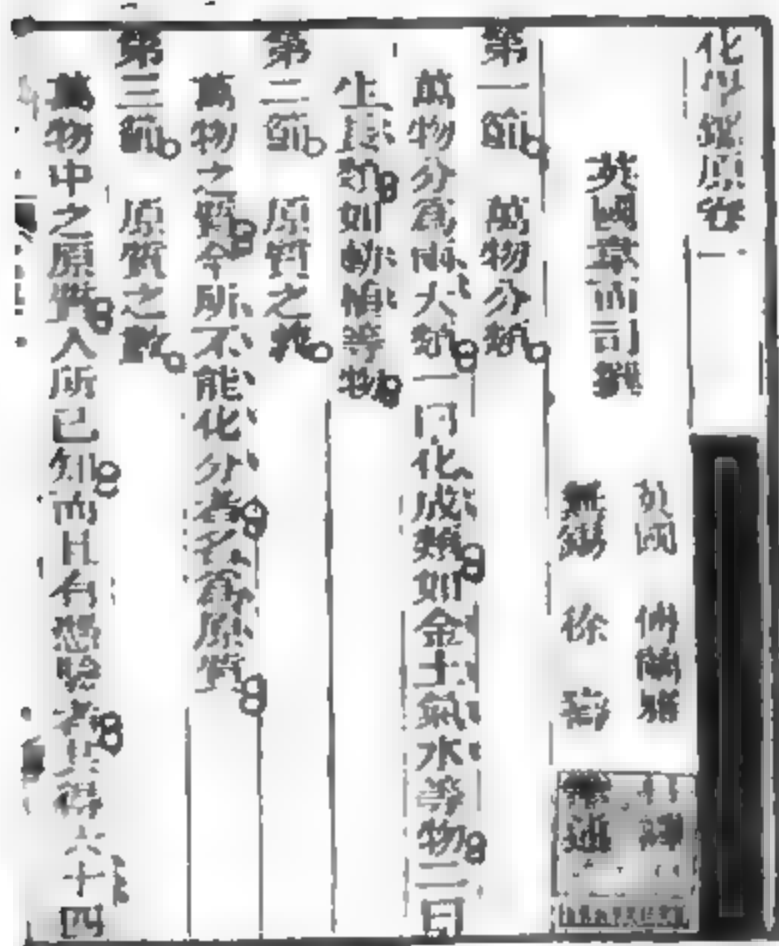 化學鑑原卷一
英國韋而司撰
英國 傅蘭雅 口譯
無錫 徐壽 筆述
第一節 萬物分類
萬物分爲兩大類一曰化成類如金土氣水等物二曰
生長類如動植等物
第二節 原質之義
萬物之質今所不能化分者名爲原質
第三節 原質之數
萬物中之原質人所已知而且有憑驗者共得六十四